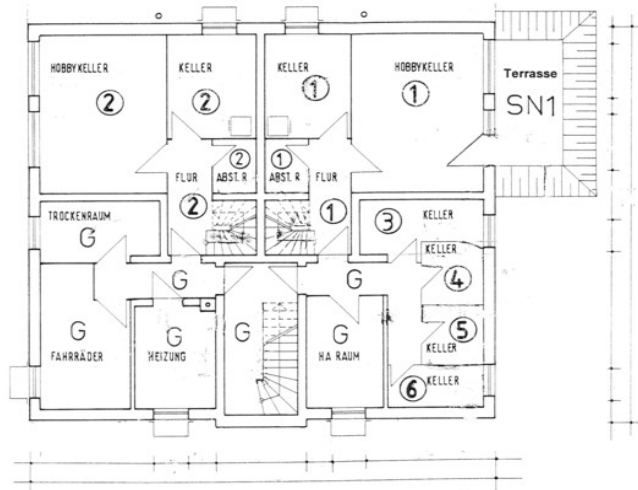 HOBBYKELLER
2
KELLER
2
KELLER
1
HOBBYKELLER
1
Terrasse
SN1
FLUR
2
2
ABST. R
1
ABST. R
1
TROCKENRAUM
G
3
KELLER
KELLER
4
G
G
G
FAHRRÄDER
G
HEIZUNG
G
G
HA RAUM
5
KELLER
6
KELLER